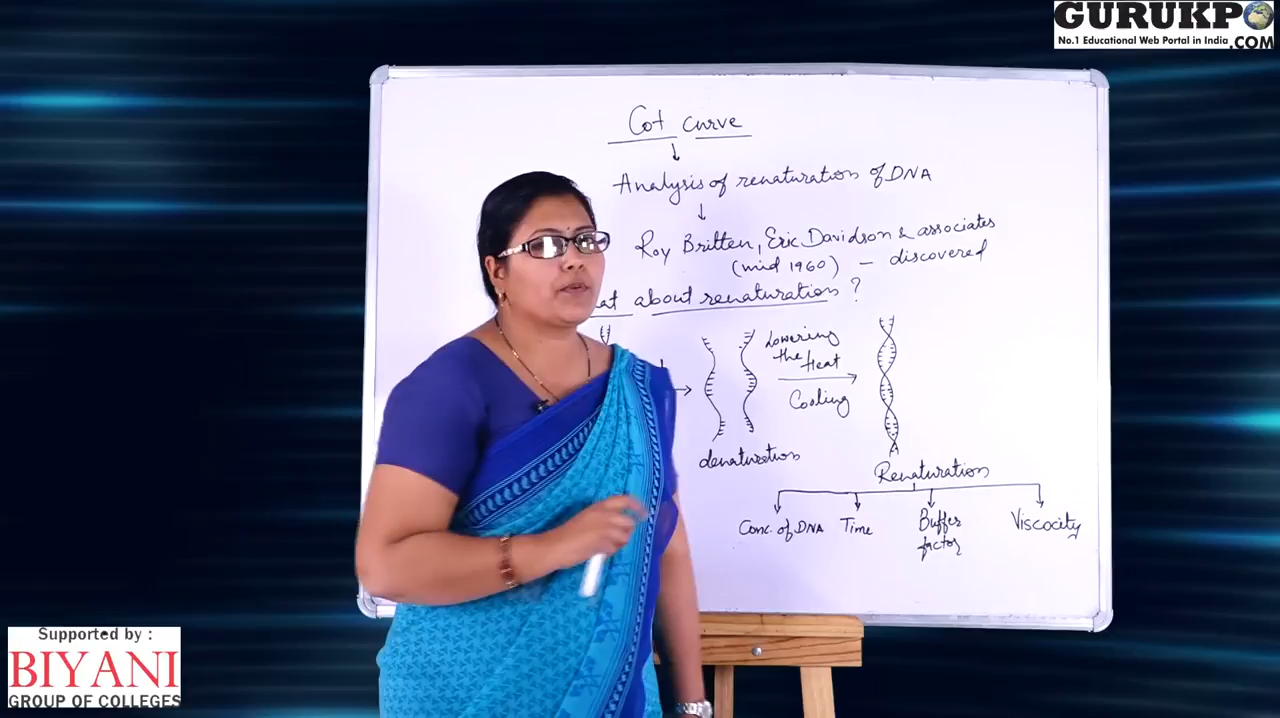 GURUKPO
No.1 Educational Web Portal in India
.COM
Cot curve
Analysis of renaturation of DNA
Roy Britten, Eric Davidson & associates
(mid 1960) – discovered
at about renaturation?
Lowering
the Heat
Cooling
denaturation
Renaturation
Conc. of DNA Time Buffer factor Viscocity
Supported by :
BIYANI
GROUP OF COLLEGES